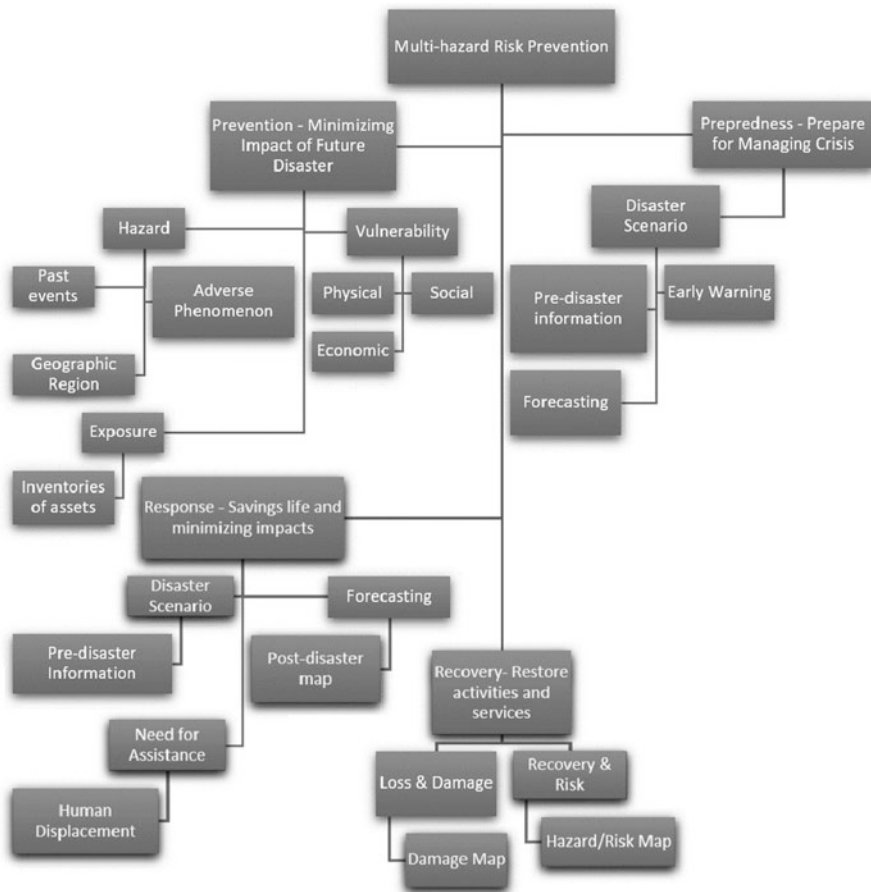 Multi-hazard Risk Prevention
Prevention - Minimizimg
Impact of Future
Disaster
Prepredness - Prepare
for Managing Crisis
Hazard
Vulnerability
Disaster
Scenario
Past
events
Adverse
Phenomenon
Physical
Social
Pre-disaster
information
Early Warning
Economic
Geographic
Region
Forecasting
Exposure
Inventories
of assets
Response - Savings life and
minimizing impacts
Disaster
Scenario
Forecasting
Pre-disaster
Information
Post-disaster
map
Recovery- Restore
activities and
services
Need for
Assistance
Loss & Damage
Recovery &
Risk
Human
Displacement
Damage Map
Hazard/Risk Map